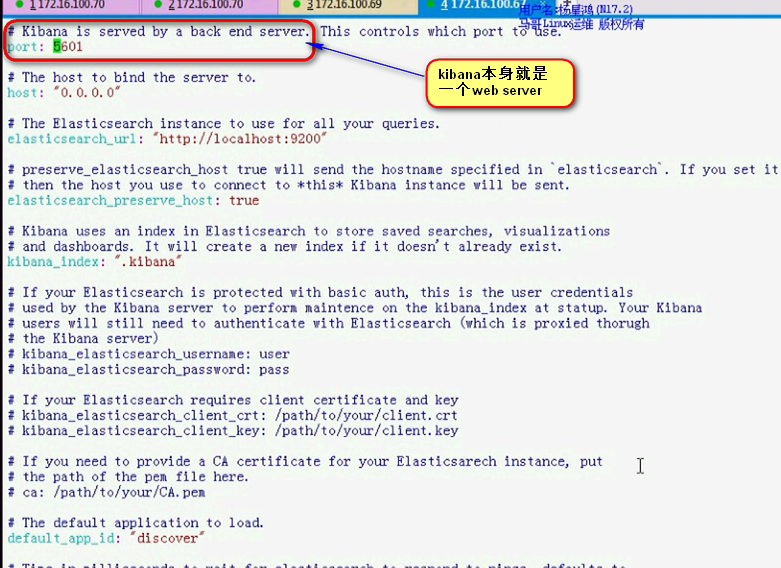 1 172.16.100.70
2 172.16.100.70
3 172.16.100.69
4 172.16.100.6
用户名:杨星鸿(N17.2)
马哥Linux运维 版权所有
# Kibana is served by a back end server. This controls which port to use.
port: 5601
kibana本身就是
一个web server
# The host to bind the server to.
host: "0.0.0.0"
# The Elasticsearch instance to use for all your queries.
elasticsearch_url: "http://localhost:9200"
# preserve_elasticsearch_host true will send the hostname specified in `elasticsearch`. If you set it
# then the host you use to connect to *this* Kibana instance will be sent.
elasticsearch_preserve_host: true
# Kibana uses an index in Elasticsearch to store saved searches, visualizations
# and dashboards. It will create a new index if it doesn't already exist.
kibana_index: ".kibana"
# If your Elasticsearch is protected with basic auth, this is the user credentials
# used by the Kibana server to perform maintence on the kibana_index at statup. Your Kibana
# users will still need to authenticate with Elasticsearch (which is proxied thorugh
# the Kibana server)
# kibana_elasticsearch_username: user
# kibana_elasticsearch_password: pass
# If your Elasticsearch requires client certificate and key
# kibana_elasticsearch_client_crt: /path/to/your/client.crt
# kibana_elasticsearch_client_key: /path/to/your/client.key
# If you need to provide a CA certificate for your Elasticsarech instance, put
# the path of the pem file here.
# ca: /path/to/your/CA.pem
# The default application to load.
default_app_id: "discover"
# Time in milliseconds to wait for elasticsearch to respond to pings, defaults to